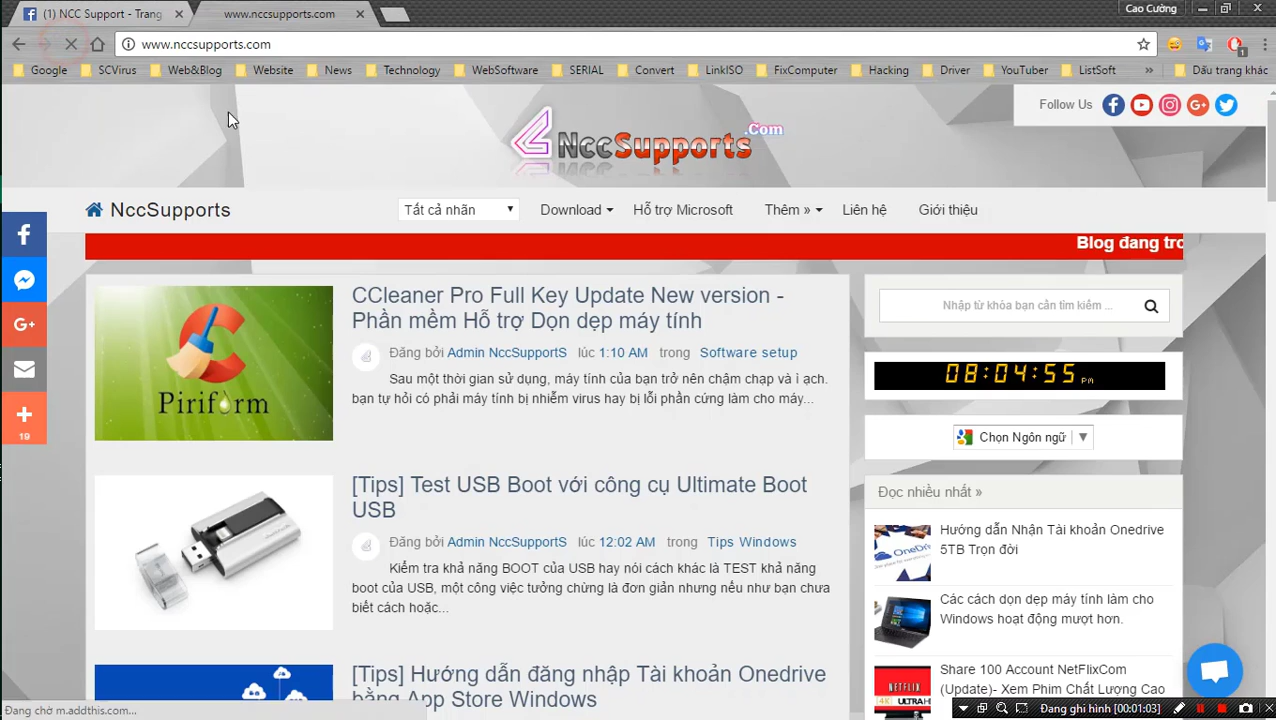 (1) NCC Support - Trang
www.nccsupports.com
Cao Cường
www.nccsupports.com
Google
SCVirus
Web&Blog
Website
News
Technology
WebSoftware
SERIAL
Convert
LinkISO
FixComputer
Hacking
Driver
YouTuber
ListSoft
»
Dấu trang khác
Follow Us
NccSupports.Com
NccSupports
Tất cả nhãn
Download
Hỗ trợ Microsoft
Thêm »
Liên hệ
Giới thiệu
Blog đang
CCleaner Pro Full Key Update New version -
Phần mềm Hỗ trợ Dọn dẹp máy tính
Đăng bởi Admin NccSupportS lúc 1:10 AM trong Software setup
Sau một thời gian sử dụng, máy tính của bạn trở nên chậm chạp và ì ạch.
bạn tự hỏi có phải máy tính bị nhiễm virus hay bị lỗi phần cứng làm cho máy...
Piriform
[Tips] Test USB Boot với công cụ Ultimate Boot
USB
Đăng bởi Admin NccSupportS lúc 12:02 AM trong Tips Windows
Kiểm tra khả năng BOOT của USB hay nói cách khác là TEST khả năng
boot của USB, một công việc tưởng chừng là đơn giản nhưng nếu như bạn chưa
biết cách hoặc...
[Tips] Hướng dẫn đăng nhập Tài khoản Onedrive
bằng App Store Windows
19
Nhập từ khóa bạn cần tìm kiếm ...
08:04:55 PM
Chọn Ngôn ngữ
Đọc nhiều nhất »
Hướng dẫn Nhận Tài khoản Onedrive
5TB Trọn đời
Các cách dọn dẹp máy tính làm cho
Windows hoạt động mượt hơn.
Share 100 Account NetFlixCom
(Update)- Xem Phim Chất Lượng Cao
NETFLIX
Đang chờ m.addthis.com...
Đang ghi hình [00:01:03]